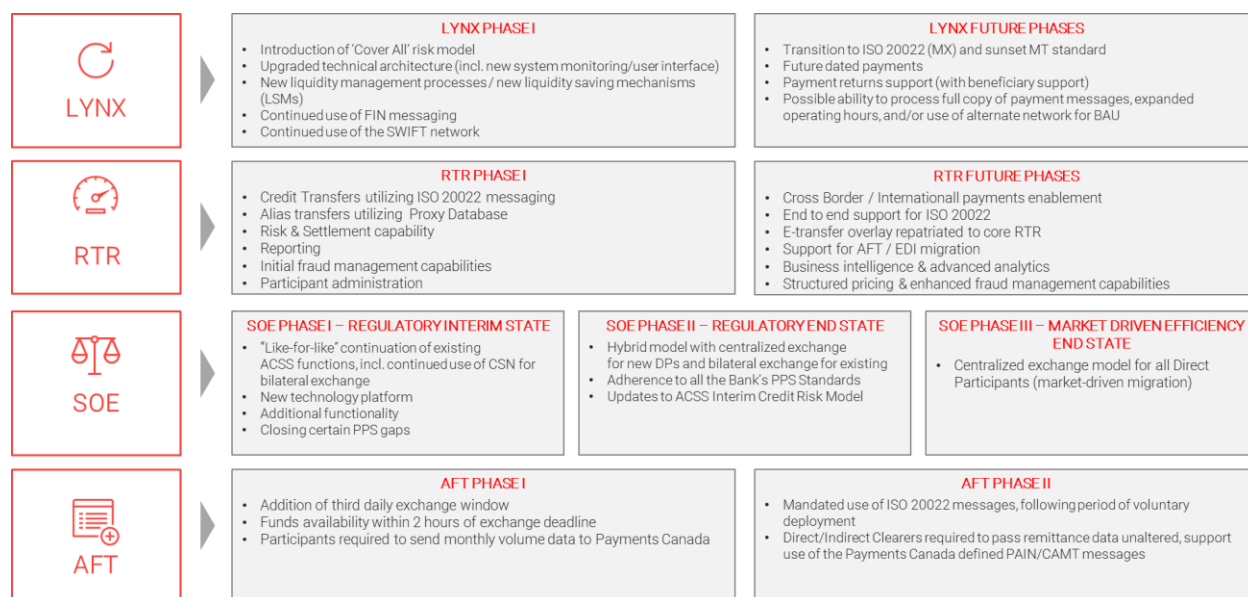 LYNX
LYNX PHASE I
• Introduction of 'Cover All' risk model
• Upgraded technical architecture (incl. new system monitoring/user interface)
• New liquidity management processes / new liquidity saving mechanisms
(LSMs)
• Continued use of FIN messaging
• Continued use of the SWIFT network
LYNX FUTURE PHASES
• Transition to ISO 20022 (MX) and sunset MT standard
• Future dated payments
• Payment returns support (with beneficiary support)
• Possible ability to process full copy of payment messages, expanded
operating hours, and/or use of alternate network for BAU
RTR
RTR PHASE I
• Credit Transfers utilizing ISO 20022 messaging
• Alias transfers utilizing Proxy Database
• Risk & Settlement capability
• Reporting
• Initial fraud management capabilities
• Participant administration
RTR FUTURE PHASES
• Cross Border / Internationall payments enablement
• End to end support for ISO 20022
• E-transfer overlay repatriated to core RTR
• Support for AFT / EDI migration
• Business intelligence & advanced analytics
• Structured pricing & enhanced fraud management capabilities
SOE
SOE PHASE I – REGULATORY INTERIM STATE
• "Like-for-like" continuation of existing
ACSS functions, incl. continued use of CSN for
bilateral exchange
• New technology platform
• Additional functionality
• Closing certain PPS gaps
SOE PHASE II – REGULATORY END STATE
• Hybrid model with centralized exchange
for new DPs and bilateral exchange for existing
• Adherence to all the Bank's PPS Standards
• Updates to ACSS Interim Credit Risk Model
SOE PHASE III – MARKET DRIVEN EFFICIENCY
END STATE
• Centralized exchange model for all Direct
Participants (market-driven migration)
AFT
AFT PHASE I
• Addition of third daily exchange window
• Funds availability within 2 hours of exchange deadline
• Participants required to send monthly volume data to Payments Canada
AFT PHASE II
• Mandated use of ISO 20022 messages, following period of voluntary
deployment
• Direct/Indirect Clearers required to pass remittance data unaltered, support
use of the Payments Canada defined PAIN/CAMT messages